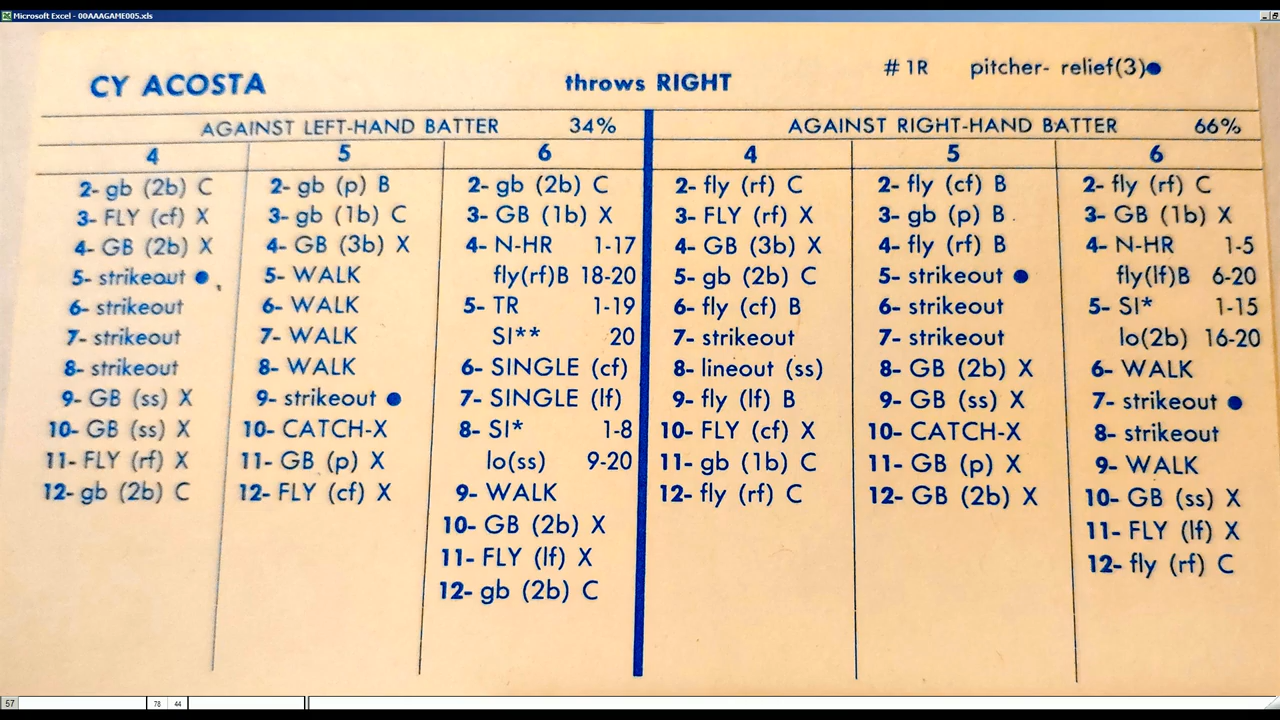 Microsoft Excel - 00AAAGAME005.xls
CY ACOSTA
throws RIGHT
# 1R pitcher- relief(3)●
AGAINST LEFT-HAND BATTER 34%
4
2- gb (2b) C
3- FLY (cf) X
4- GB (2b) X
5- strikeout ●
6- strikeout
7- strikeout
8- strikeout
9- GB (ss) X
10- GB (ss) X
11- FLY (rf) X
12- gb (2b) C
5
2- gb (p) B
3- gb (1b) C
4- GB (3b) X
5- WALK
6- WALK
7- WALK
8- WALK
9- strikeout ●
10- CATCH-X
11- GB (p) X
12- FLY (cf) X
6
2- gb (2b) C
3- GB (1b) X
4- N-HR 1-17
fly(rf)B 18-20
5- TR 1-19
SI** 20
6- SINGLE (cf)
7- SINGLE (lf)
8- SI* 1-8
lo(ss) 9-20
9- WALK
10- GB (2b) X
11- FLY (lf) X
12- gb (2b) C
AGAINST RIGHT-HAND BATTER 66%
4
2- fly (rf) C
3- FLY (rf) X
4- GB (3b) X
5- gb (2b) C
6- fly (cf) B
7- strikeout
8- lineout (ss)
9- fly (lf) B
10- FLY (cf) X
11- gb (1b) C
12- fly (rf) C
5
2- fly (cf) B
3- gb (p) B
4- fly (rf) B
5- strikeout ●
6- strikeout
7- strikeout
8- GB (2b) X
9- GB (ss) X
10- CATCH-X
11- GB (p) X
12- GB (2b) X
6
2- fly (rf) C
3- GB (1b) X
4- N-HR 1-5
fly(lf)B 6-20
5- SI* 1-15
lo(2b) 16-20
6- WALK
7- strikeout ●
8- strikeout
9- WALK
10- GB (ss) X
11- FLY (lf) X
12- fly (rf) C
57 78 44